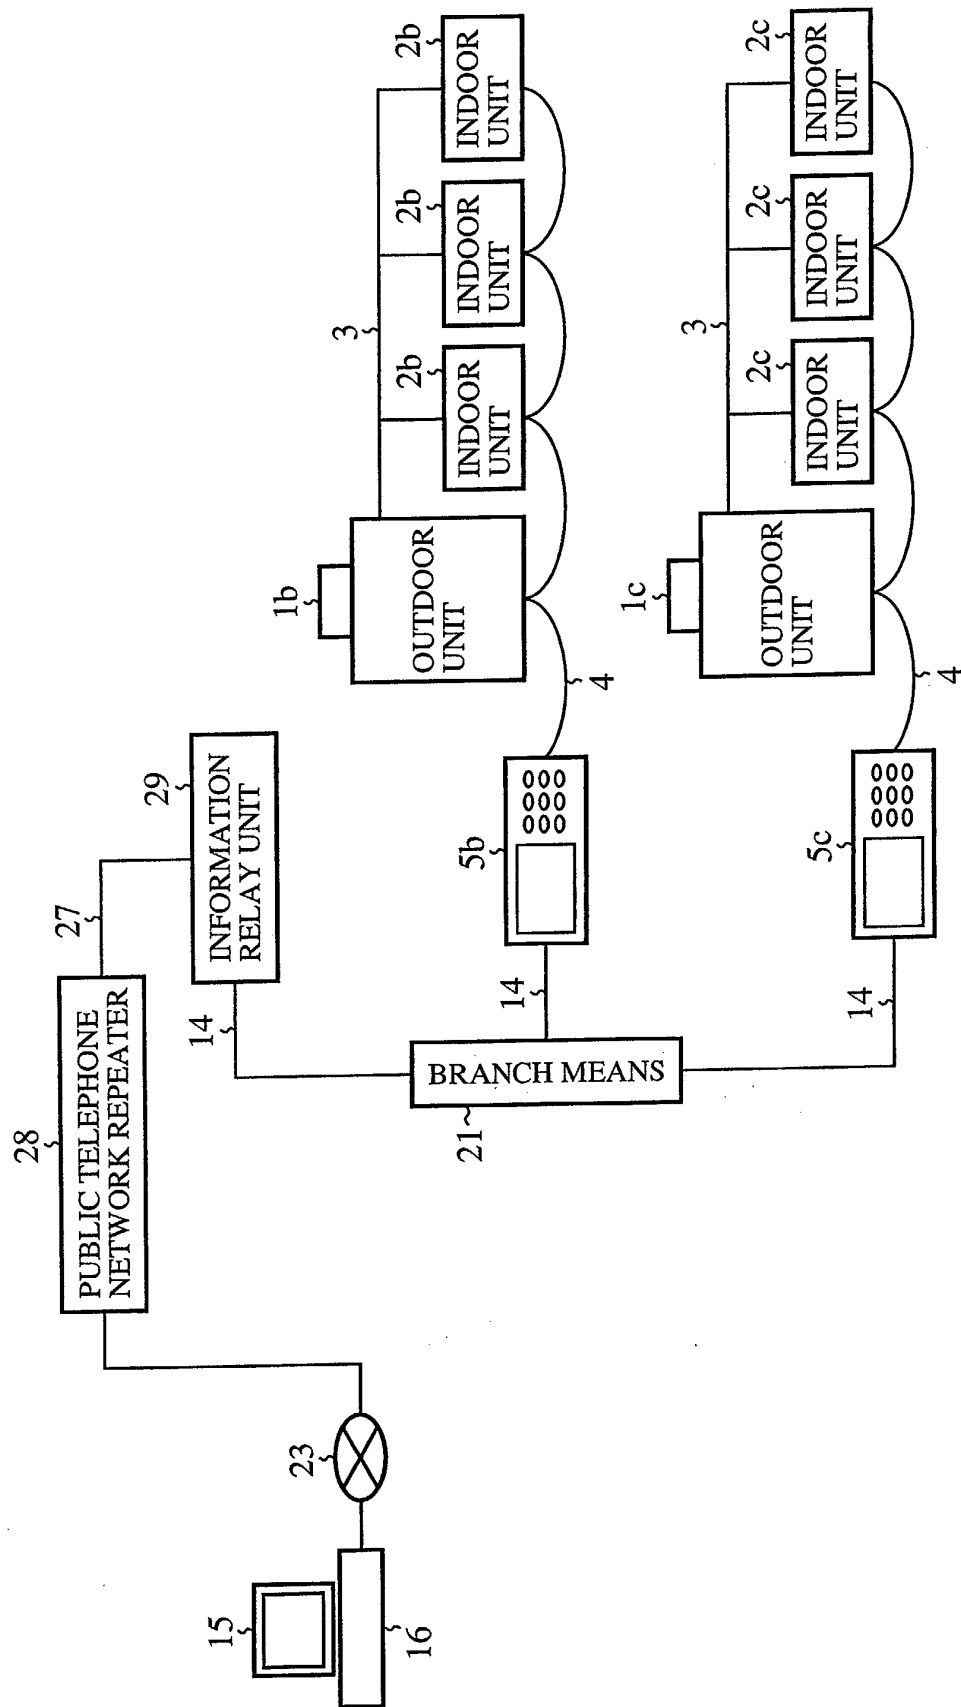 15
16
23
28
PUBLIC TELEPHONE
NETWORK REPEATER
27
29
INFORMATION
RELAY UNIT
14
BRANCH MEANS
21
14
14
5b
5c
4
4
1b
OUTDOOR
UNIT
3
2b
INDOOR
UNIT
2b
INDOOR
UNIT
2b
INDOOR
UNIT
1c
OUTDOOR
UNIT
3
2c
INDOOR
UNIT
2c
INDOOR
UNIT
2c
INDOOR
UNIT